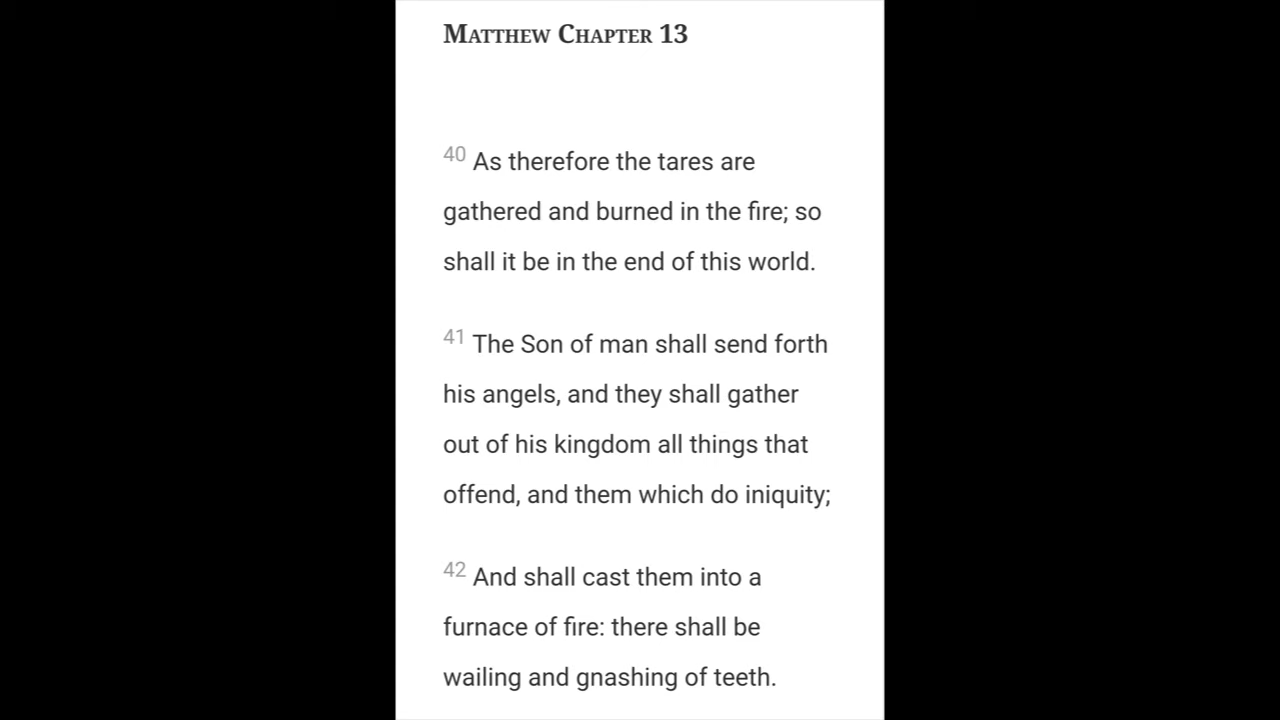 Matthew Chapter 13
40 As therefore the tares are
gathered and burned in the fire; so
shall it be in the end of this world.
41 The Son of man shall send forth
his angels, and they shall gather
out of his kingdom all things that
offend, and them which do iniquity;
42 And shall cast them into a
furnace of fire: there shall be
wailing and gnashing of teeth.